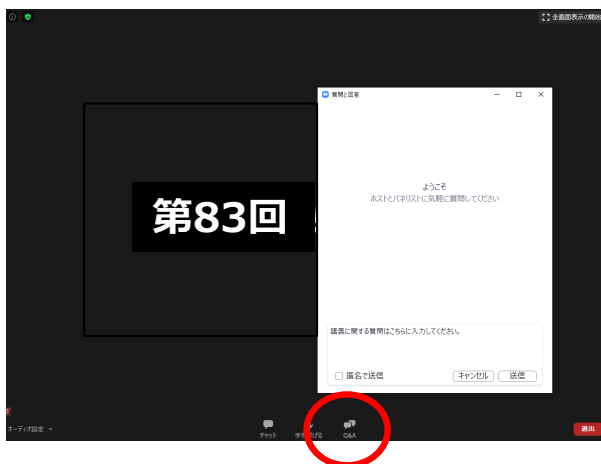 全画面表示の開始
質問と回答
ようこそ
ホストとパネリストに気軽に質問してください
第83回
講義に関する質問はこちらに入力してください。
匿名で送信
キャンセル
送信
オーディオ設定
チャット
Q&A
退出